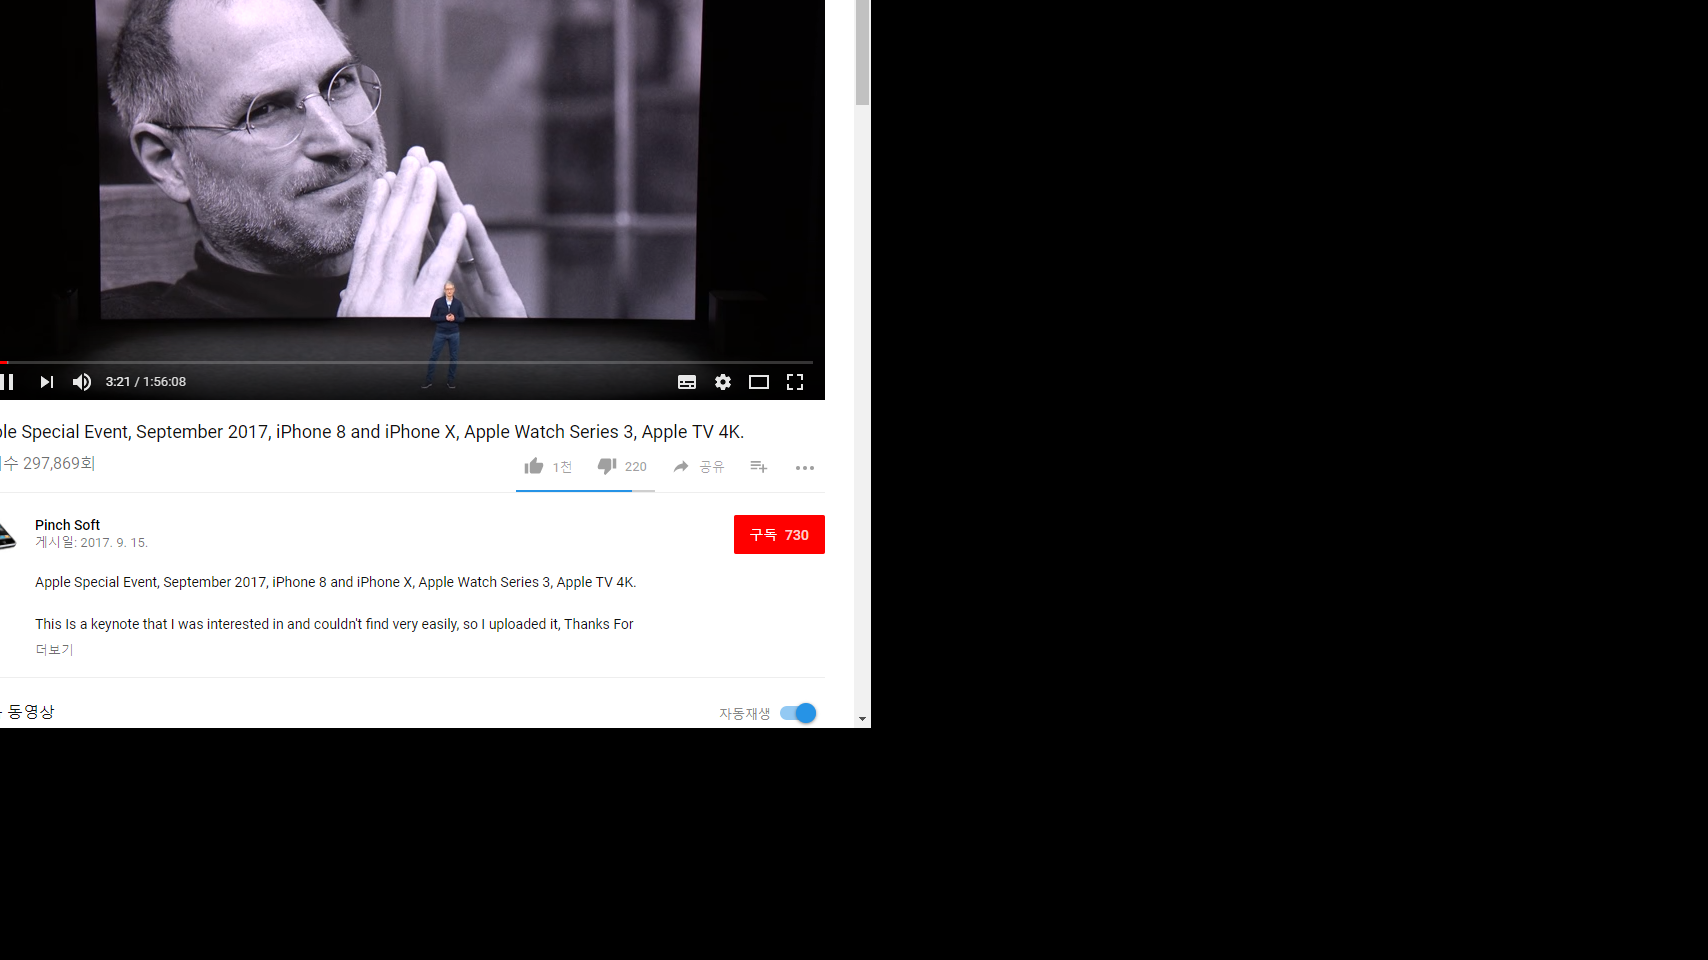 3:21 / 1:56:08
ple Special Event, September 2017, iPhone 8 and iPhone X, Apple Watch Series 3, Apple TV 4K.
수 297,869회
1천
220
공유
Pinch Soft
게시일: 2017. 9. 15.
구독 730
Apple Special Event, September 2017, iPhone 8 and iPhone X, Apple Watch Series 3, Apple TV 4K.
This Is a keynote that I was interested in and couldn't find very easily, so I uploaded it, Thanks For
더보기
동영상
자동재생